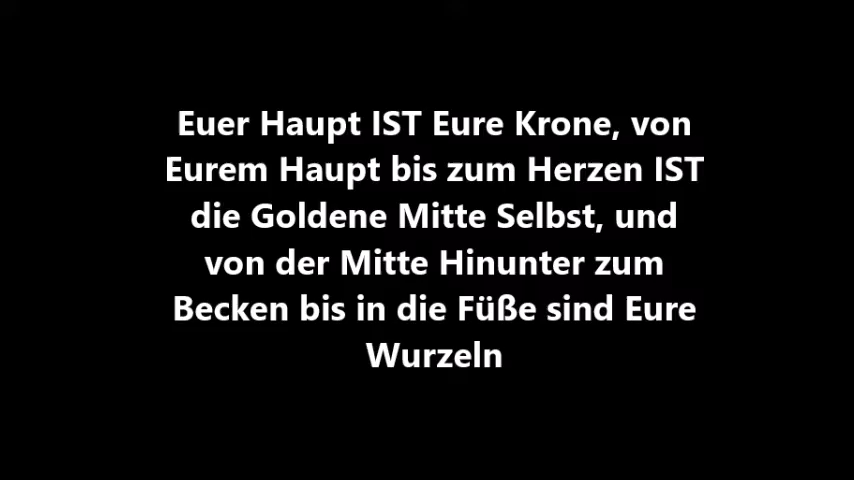 Euer Haupt IST Eure Krone, von
Eurem Haupt bis zum Herzen IST
die Goldene Mitte Selbst, und
von der Mitte Hinunter zum
Becken bis in die Füße sind Eure
Wurzeln